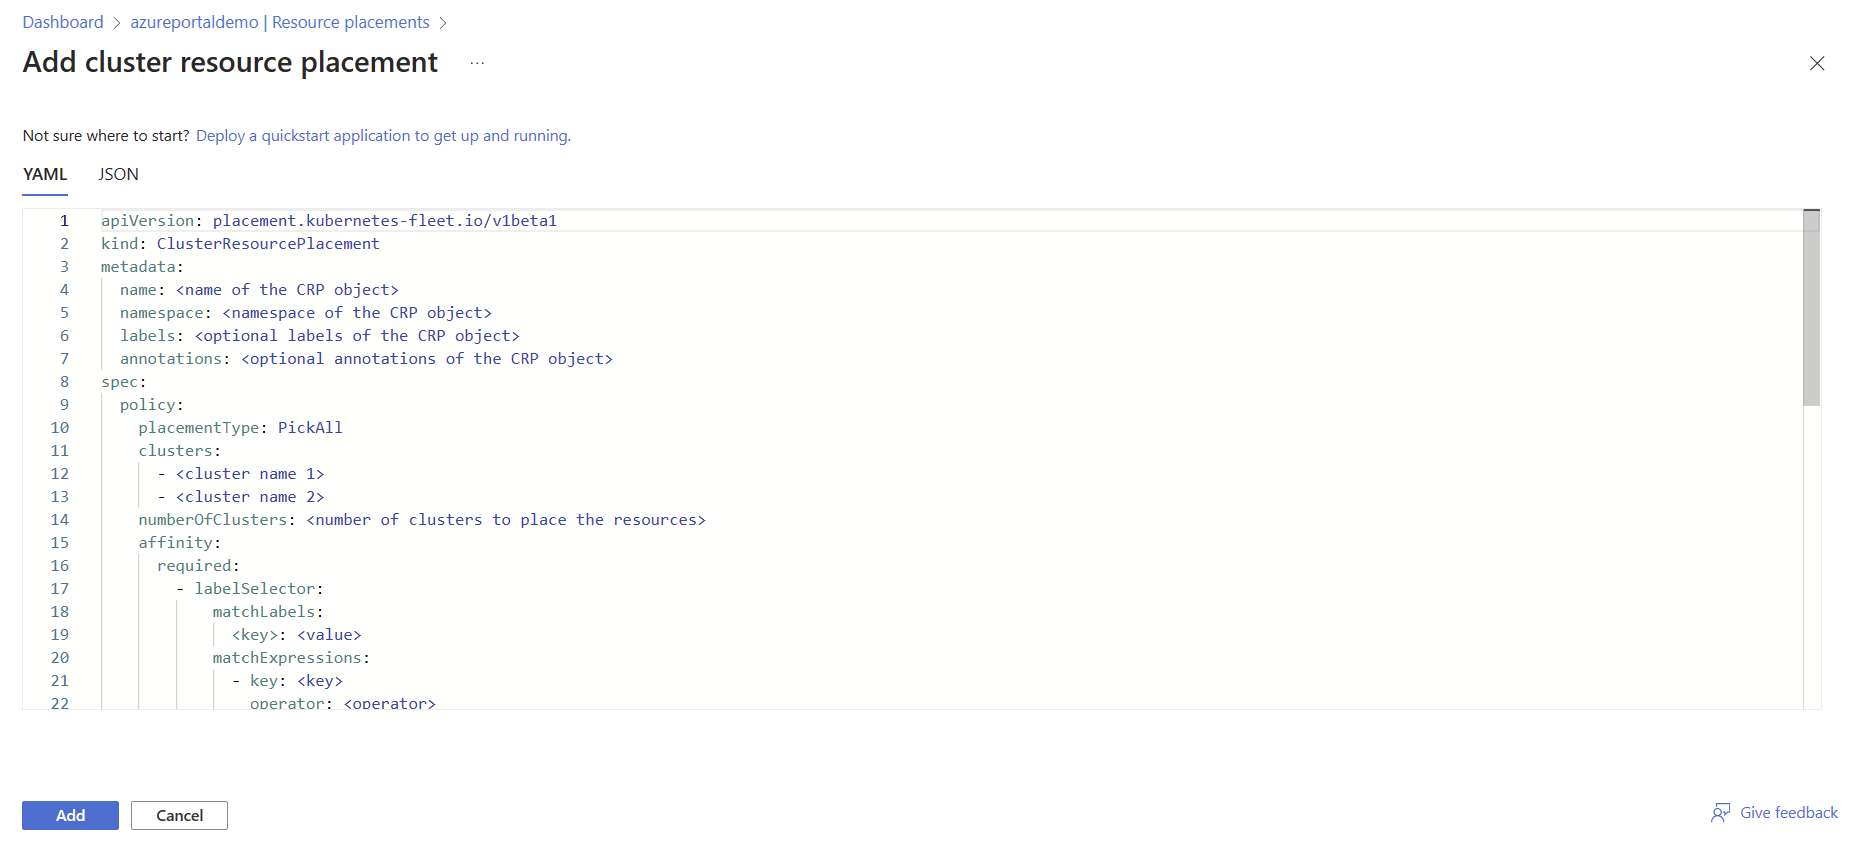 Dashboard > azureportaldemo | Resource placements >
Add cluster resource placement ...
Not sure where to start? Deploy a quickstart application to get up and running.
YAML JSON
1 apiVersion: placement.kubernetes-fleet.io/v1beta1
2 kind: ClusterResourcePlacement
3 metadata:
4   name: <name of the CRP object>
5   namespace: <namespace of the CRP object>
6   labels: <optional labels of the CRP object>
7   annotations: <optional annotations of the CRP object>
8 spec:
9   policy:
10     placementType: PickAll
11     clusters:
12       - <cluster name 1>
13       - <cluster name 2>
14     numberOfClusters: <number of clusters to place the resources>
15     affinity:
16       required:
17         - labelSelector:
18             matchLabels:
19               <key>: <value>
20             matchExpressions:
21               - key: <key>
22                 operator: <operator>
Add Cancel Give feedback